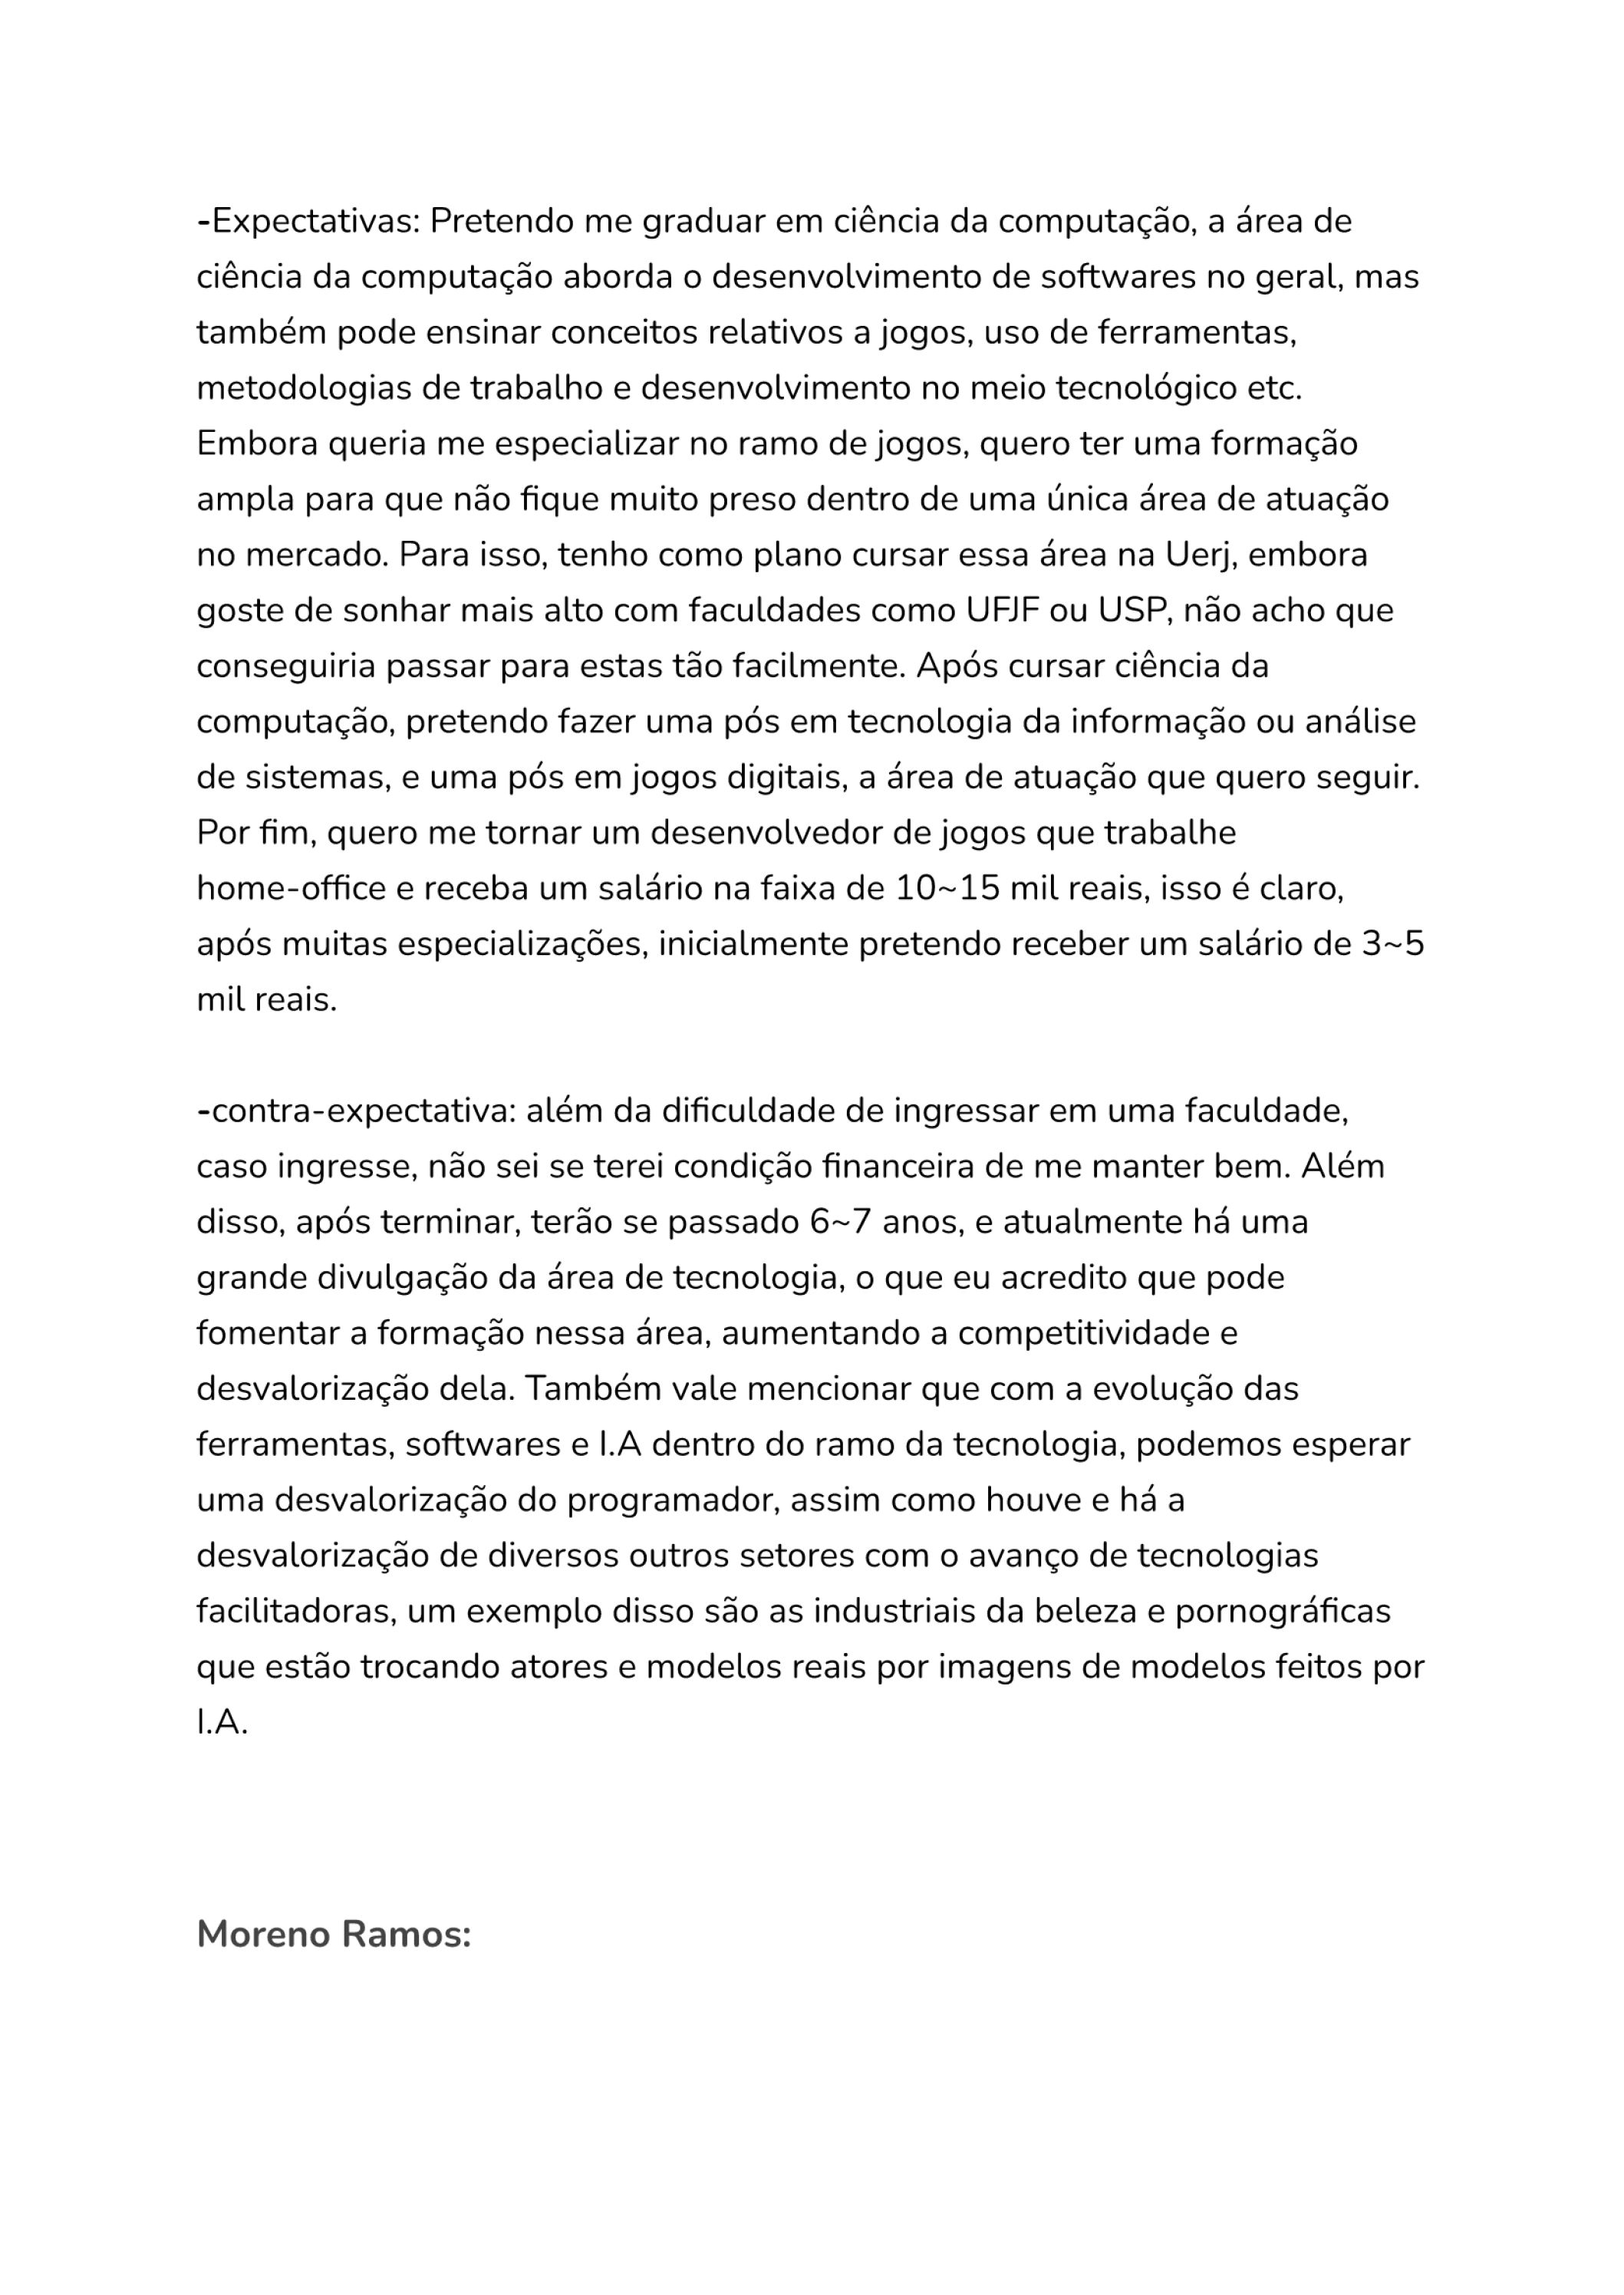 -Expectativas: Pretendo me graduar em ciência da computação, a área de
ciência da computação aborda o desenvolvimento de softwares no geral, mas
também pode ensinar conceitos relativos a jogos, uso de ferramentas,
metodologias de trabalho e desenvolvimento no meio tecnológico etc.
Embora queria me especializar no ramo de jogos, quero ter uma formação
ampla para que não fique muito preso dentro de uma única área de atuação
no mercado. Para isso, tenho como plano cursar essa área na Uerj, embora
goste de sonhar mais alto com faculdades como UFJF ou USP, não acho que
conseguiria passar para estas tão facilmente. Após cursar ciência da
computação, pretendo fazer uma pós em tecnologia da informação ou análise
de sistemas, e uma pós em jogos digitais, a área de atuação que quero seguir.
Por fim, quero me tornar um desenvolvedor de jogos que trabalhe
home-office e receba um salário na faixa de 10~15 mil reais, isso é claro,
após muitas especializações, inicialmente pretendo receber um salário de 3~5
mil reais.
-contra-expectativa: além da dificuldade de ingressar em uma faculdade,
caso ingresse, não sei se terei condição financeira de me manter bem. Além
disso, após terminar, terão se passado 6~7 anos, e atualmente há uma
grande divulgação da área de tecnologia, o que eu acredito que pode
fomentar a formação nessa área, aumentando a competitividade e
desvalorização dela. Também vale mencionar que com a evolução das
ferramentas, softwares e I.A dentro do ramo da tecnologia, podemos esperar
uma desvalorização do programador, assim como houve e há a
desvalorização de diversos outros setores com o avanço de tecnologias
facilitadoras, um exemplo disso são as industriais da beleza e pornográficas
que estão trocando atores e modelos reais por imagens de modelos feitos por
I.A.
Moreno Ramos: